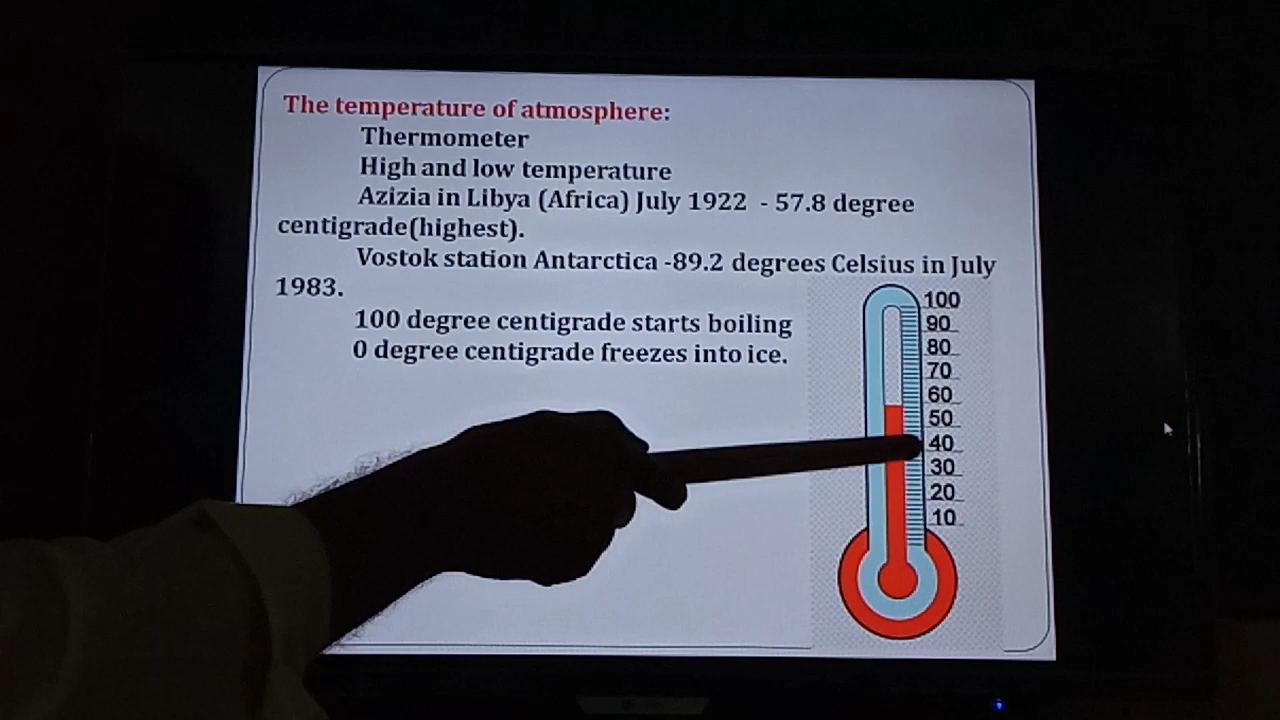 The temperature of atmosphere:
Thermometer
High and low temperature
Azizia in Libya (Africa) July 1922 - 57.8 degree
centigrade(highest).
Vostok station Antarctica -89.2 degrees Celsius in July
1983.
100 degree centigrade starts boiling
0 degree centigrade freezes into ice.
100
90
80
70
60
50
40
30
20
10